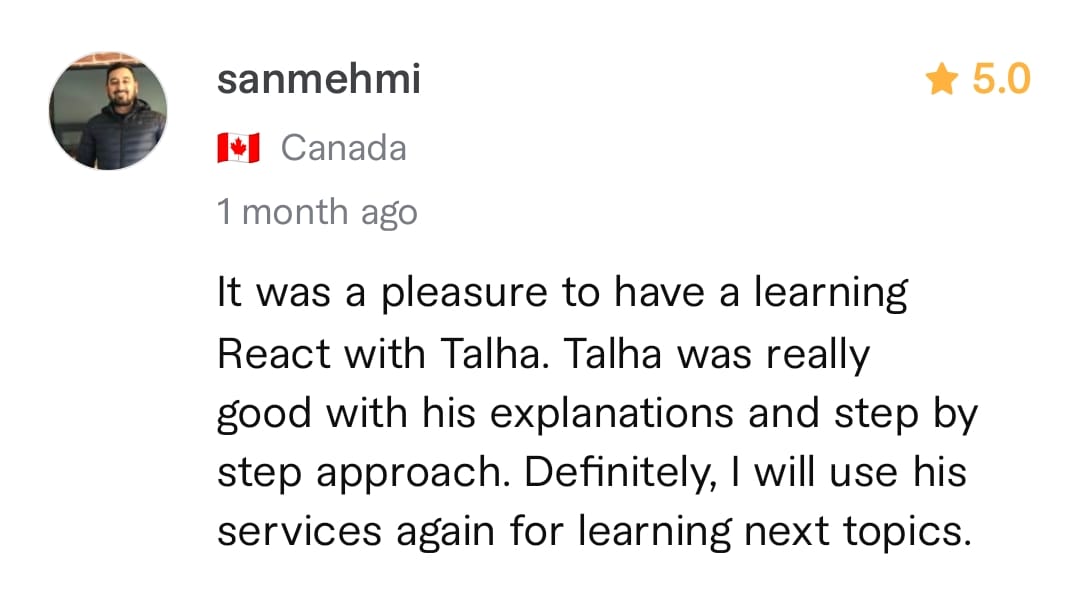 sanmehmi
5.0
Canada
1 month ago
It was a pleasure to have a learning
React with Talha. Talha was really
good with his explanations and step by
step approach. Definitely, I will use his
services again for learning next topics.